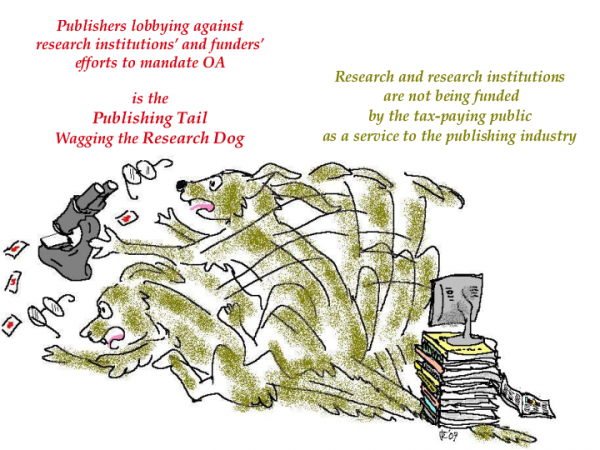 Publishers lobbying against
research institutions' and funders'
efforts to mandate OA
is the
Publishing Tail
Wagging the Research Dog
Research and research institutions
are not being funded
by the tax-paying public
as a service to the publishing industry